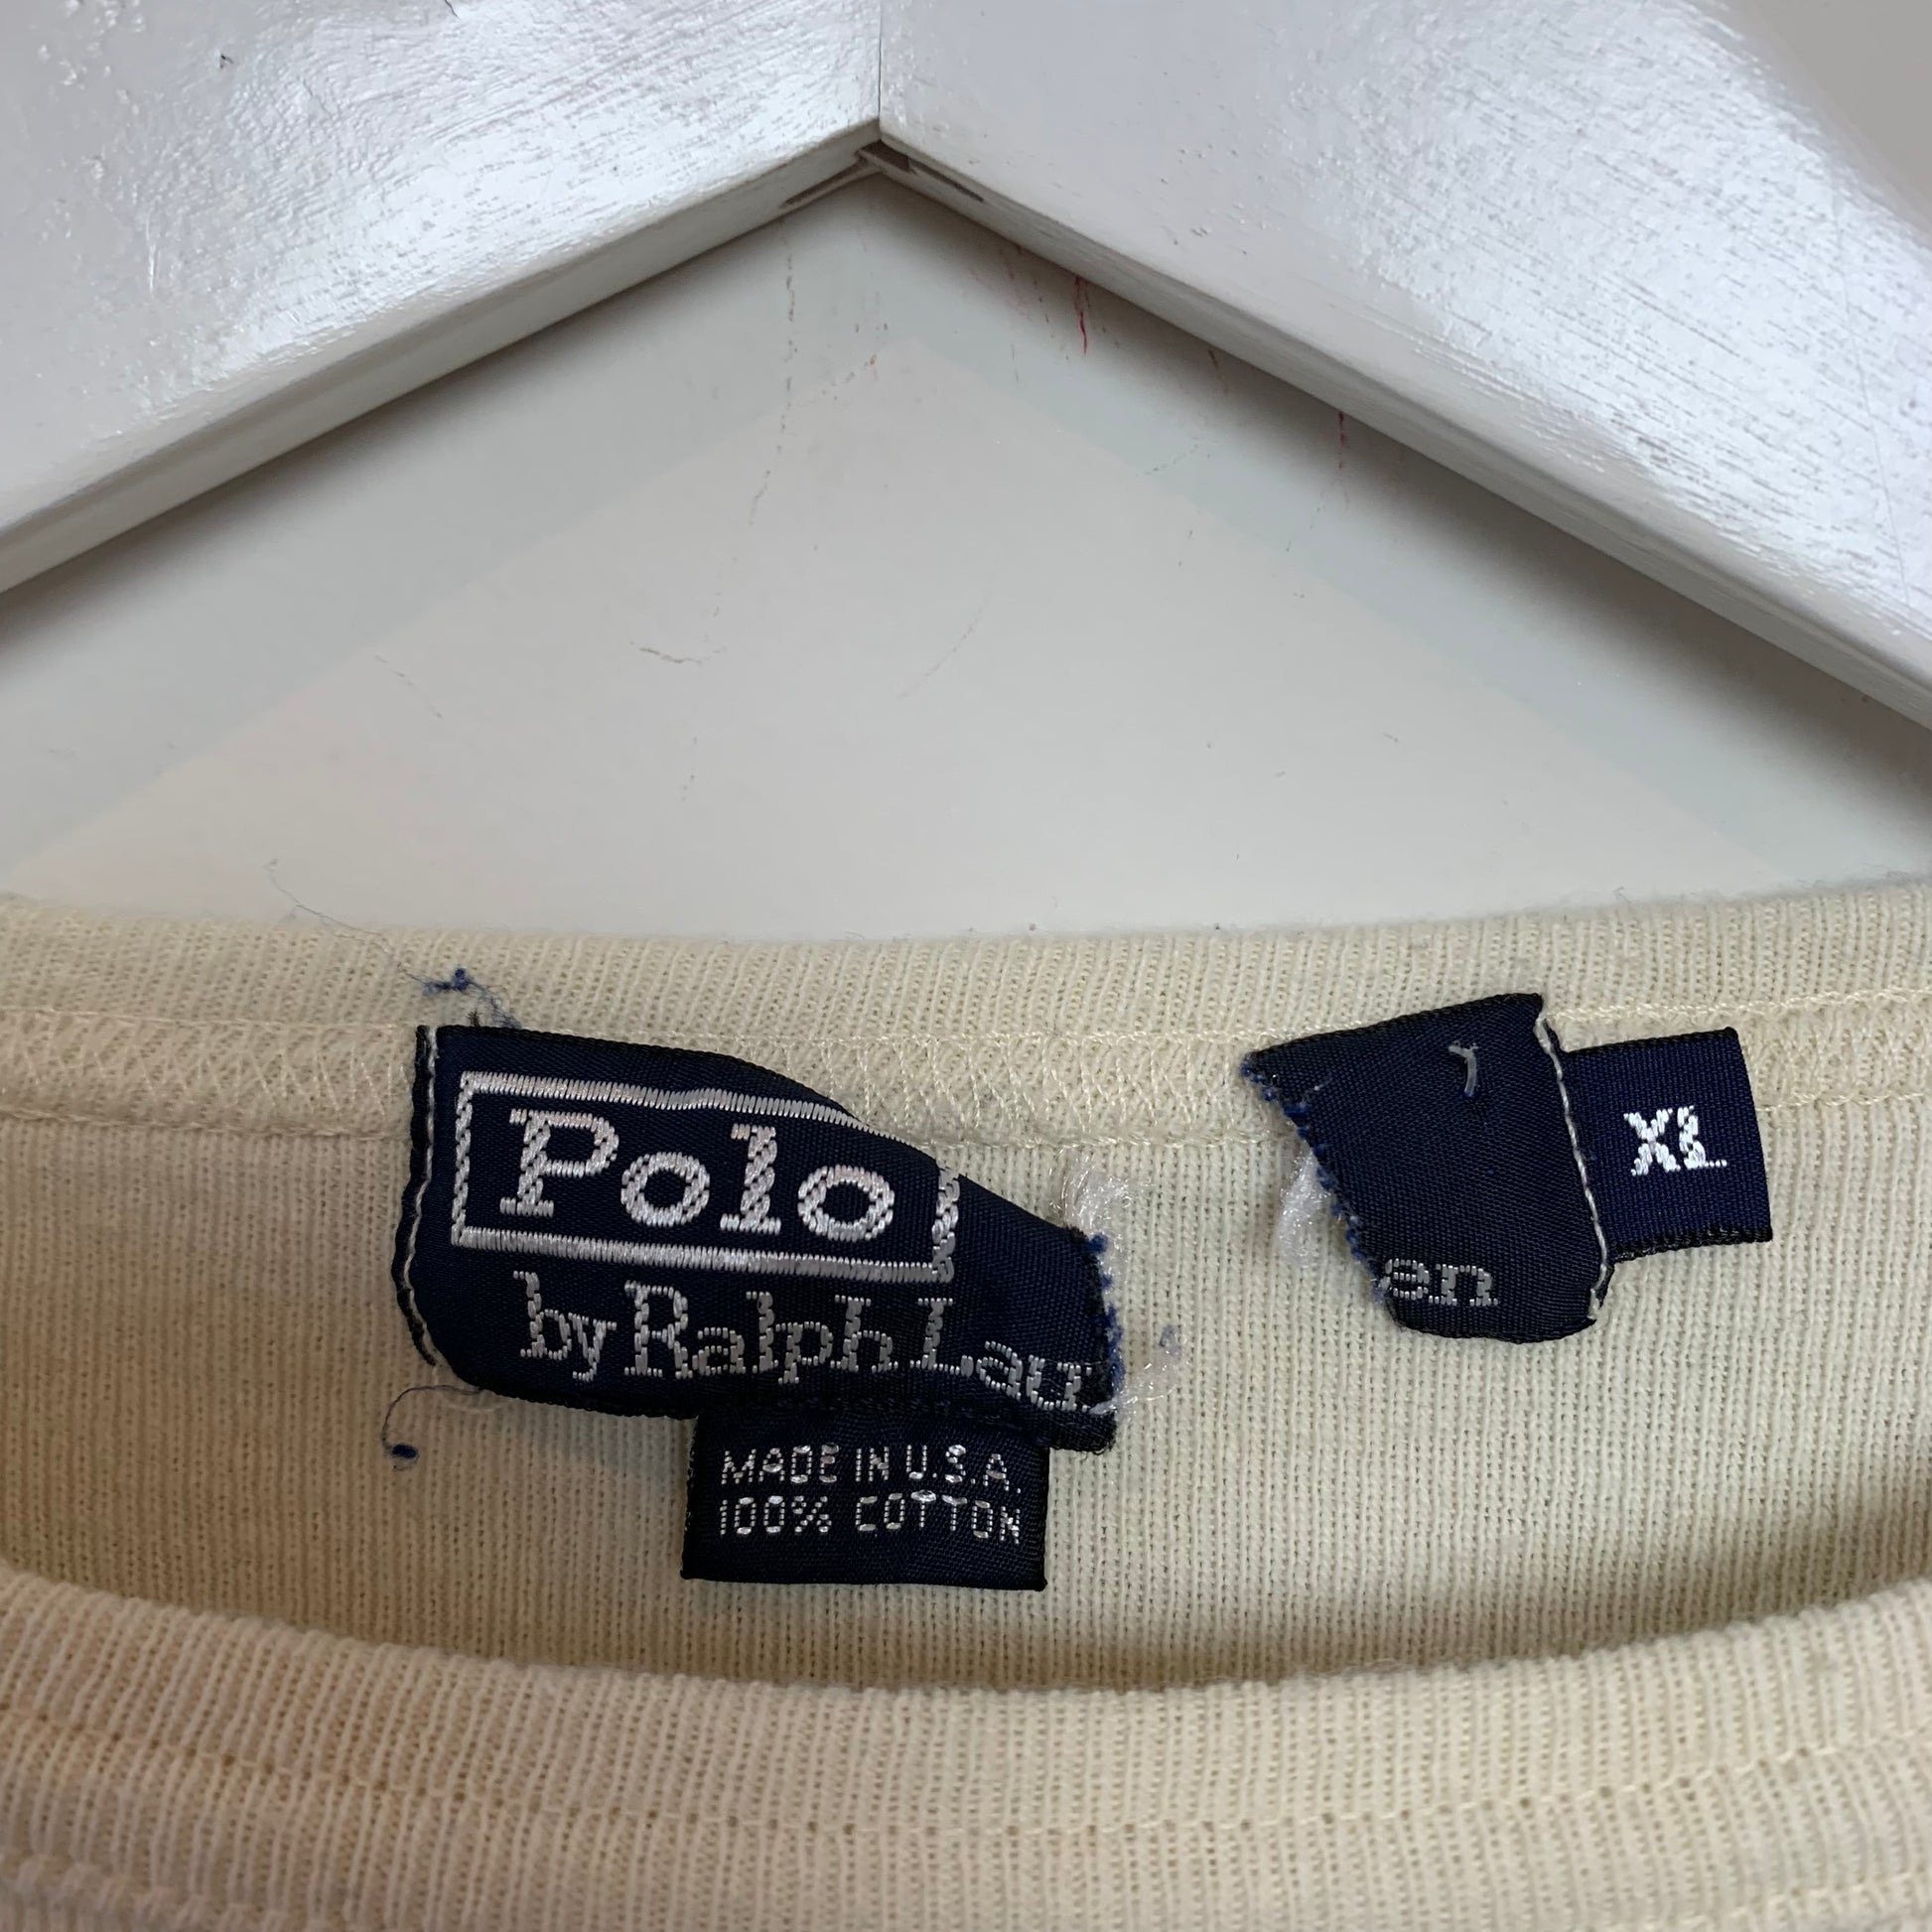 Polo
by Ralph Lau en
XL
MADE IN U.S.A.
100% COTTON